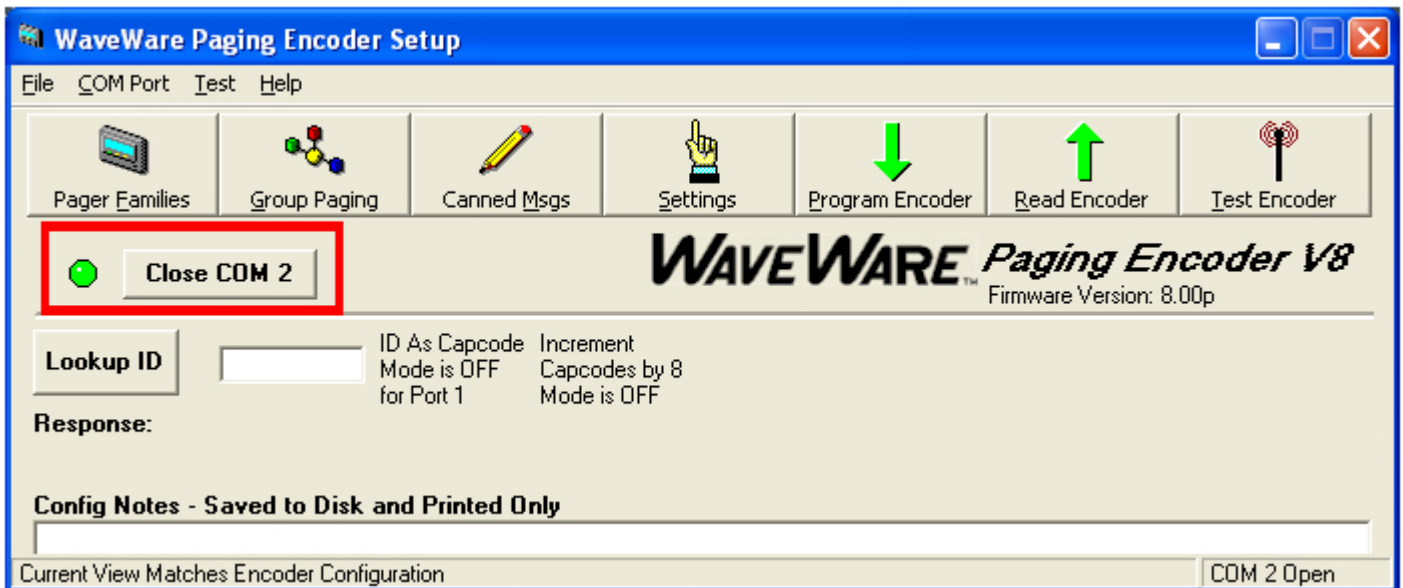 WaveWare Paging Encoder Setup
File COM Port Test Help
Pager Families Group Paging Canned Msgs Settings Program Encoder Read Encoder Test Encoder
Close COM 2
WAVEWARE™ Paging Encoder V8
Firmware Version: 8.00p
Lookup ID
ID As Capcode
Mode is OFF
for Port 1
Increment
Capcodes by 8
Mode is OFF
Response:
Config Notes - Saved to Disk and Printed Only
Current View Matches Encoder Configuration COM 2 Open